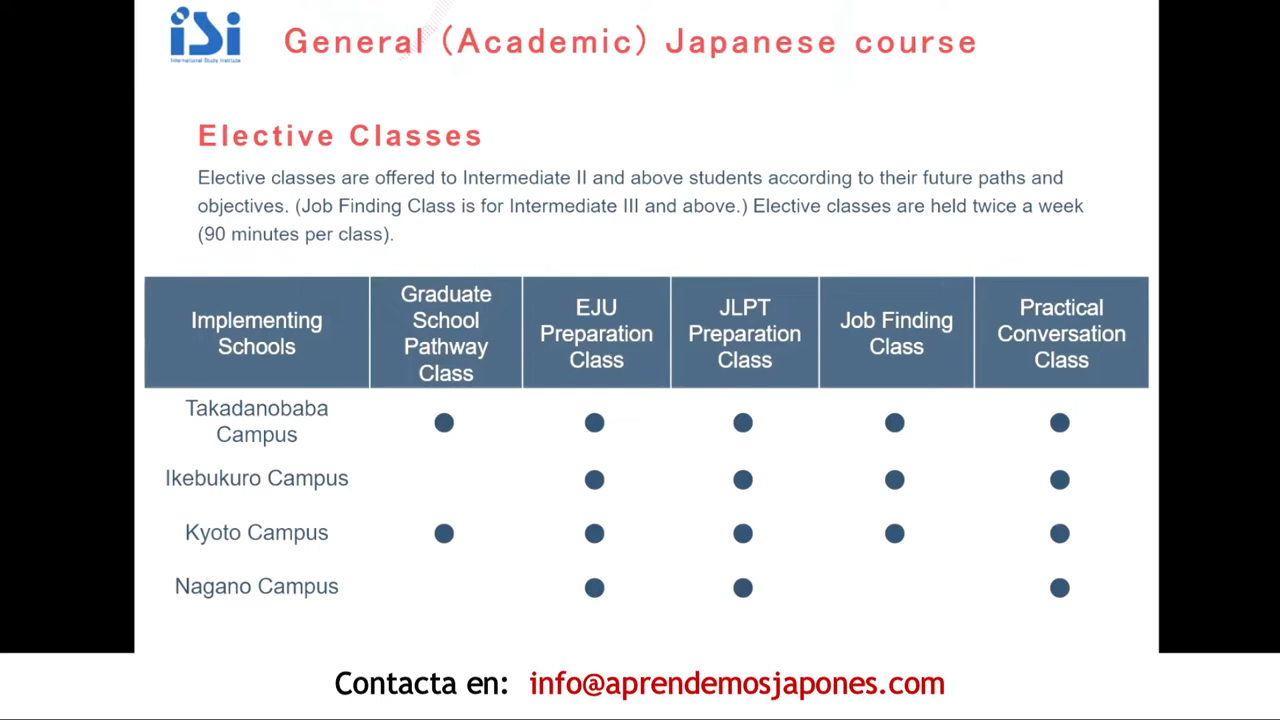 iSi
International Study Institute
General (Academic) Japanese course
Elective Classes
Elective classes are offered to Intermediate II and above students according to their future paths and
objectives. (Job Finding Class is for Intermediate III and above.) Elective classes are held twice a week
(90 minutes per class).
Implementing
Schools
Graduate
School
Pathway
Class
EJU
Preparation
Class
JLPT
Preparation
Class
Job Finding
Class
Practical
Conversation
Class
Takadanobaba
Campus
● ● ● ● ●
Ikebukuro Campus
● ● ● ●
Kyoto Campus
● ● ● ● ●
Nagano Campus
● ● ●
Contacta en: info@aprendemosjapones.com